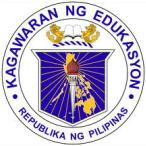 KAGAWARAN NG EDUKASYON
REPUBLIKA NG PILIPINAS